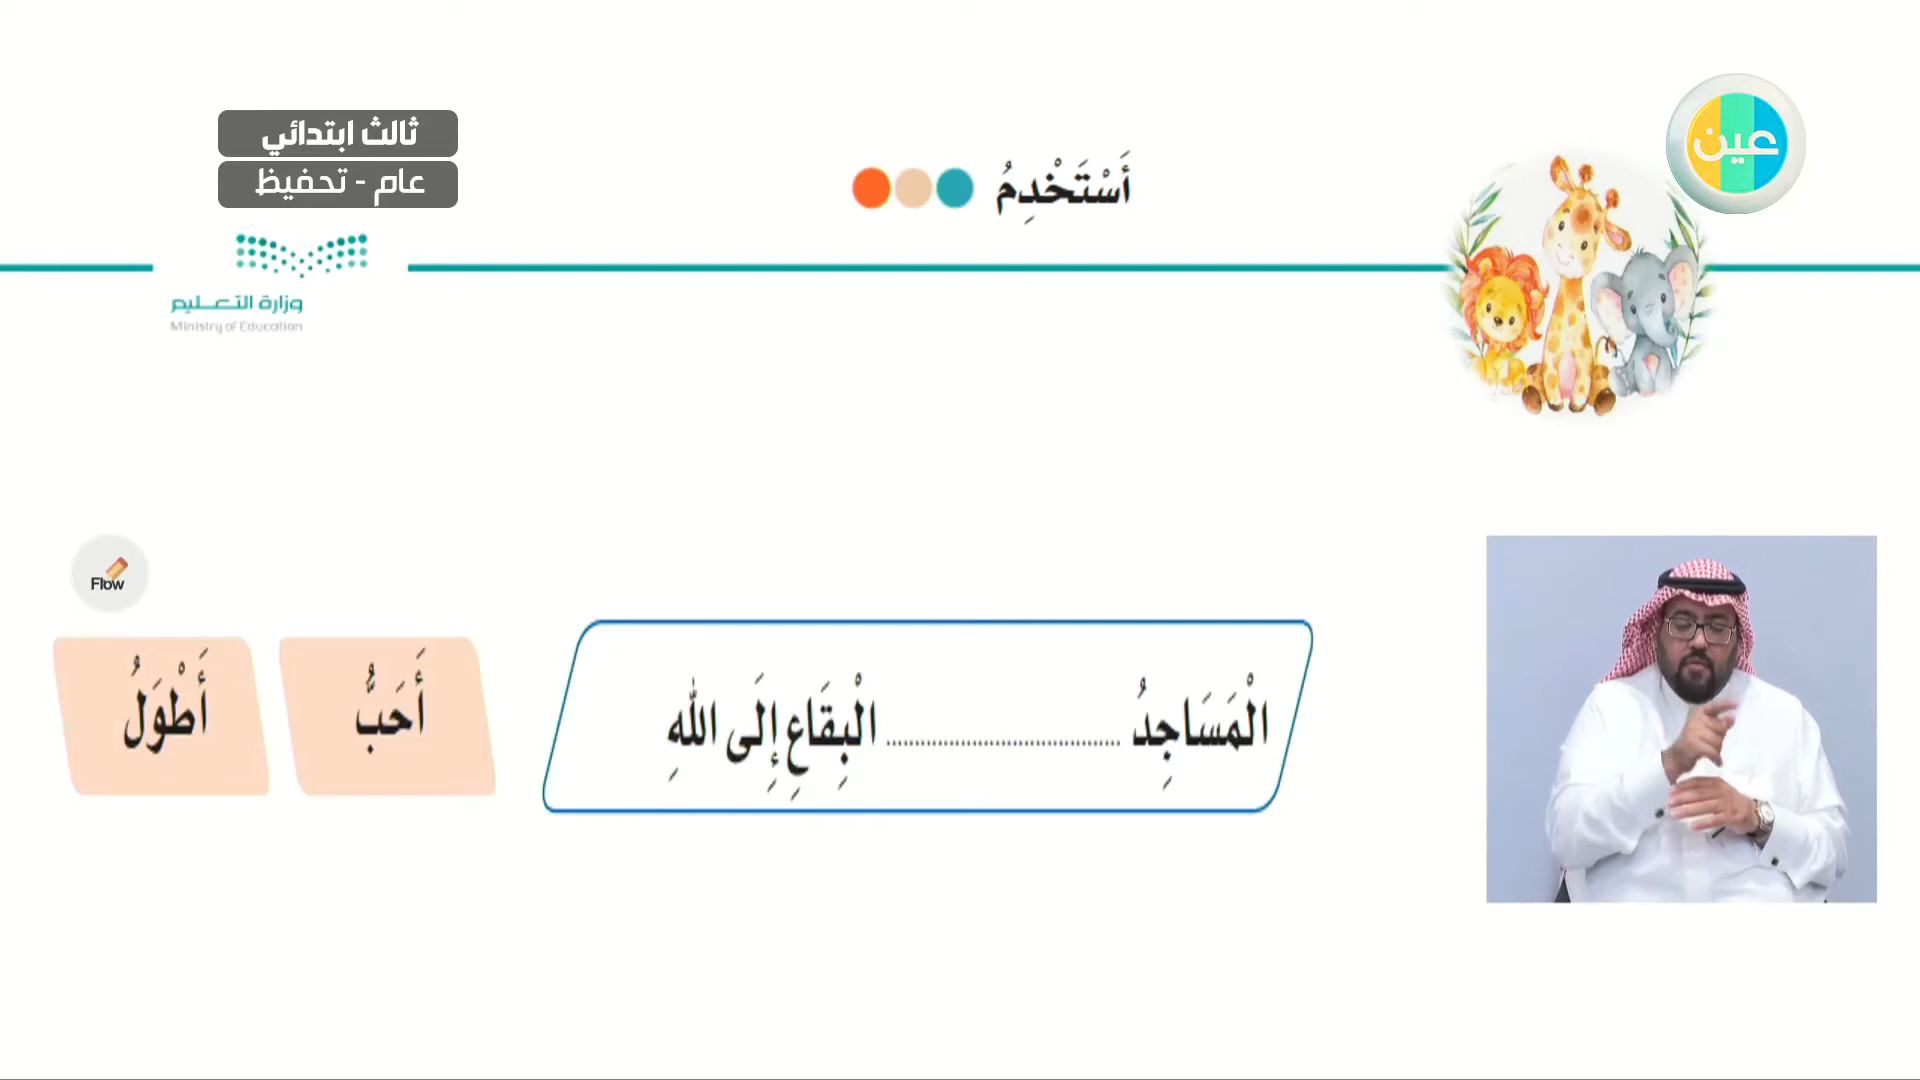 عين
ثالث ابتدائي
عام - تحفيظ
أَسْتَخْدِمُ
وزارة التعليم
Ministry of Education
Flow
الْمَسَاجِدُ ........................................ الْبِقَاعِ إِلَى اللهِ
أَحَبُّ
أَطْوَلُ